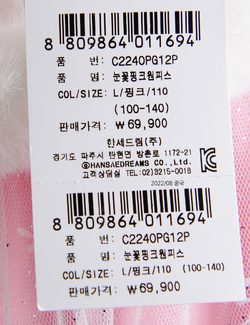 8 809864 011694
품 번: C2240PG12P
품 명: 눈꽃핑크원피스
COL/SIZE: L/핑크/110
(100-140)
판매가격: ₩69,900
한세드림(주)
경기도 파주시 탄현면 방촌로 1172-21
ⓗHANSAEDREAMS CO.,Ltd.
고객상담실 TEL:02)3215-0018
2022/08 중국
8 809864 011694
품 번: C2240PG12P
품 명: 눈꽃핑크원피스
COL/SIZE: L/핑크/110 (100-140)
판매가격: ₩69,900